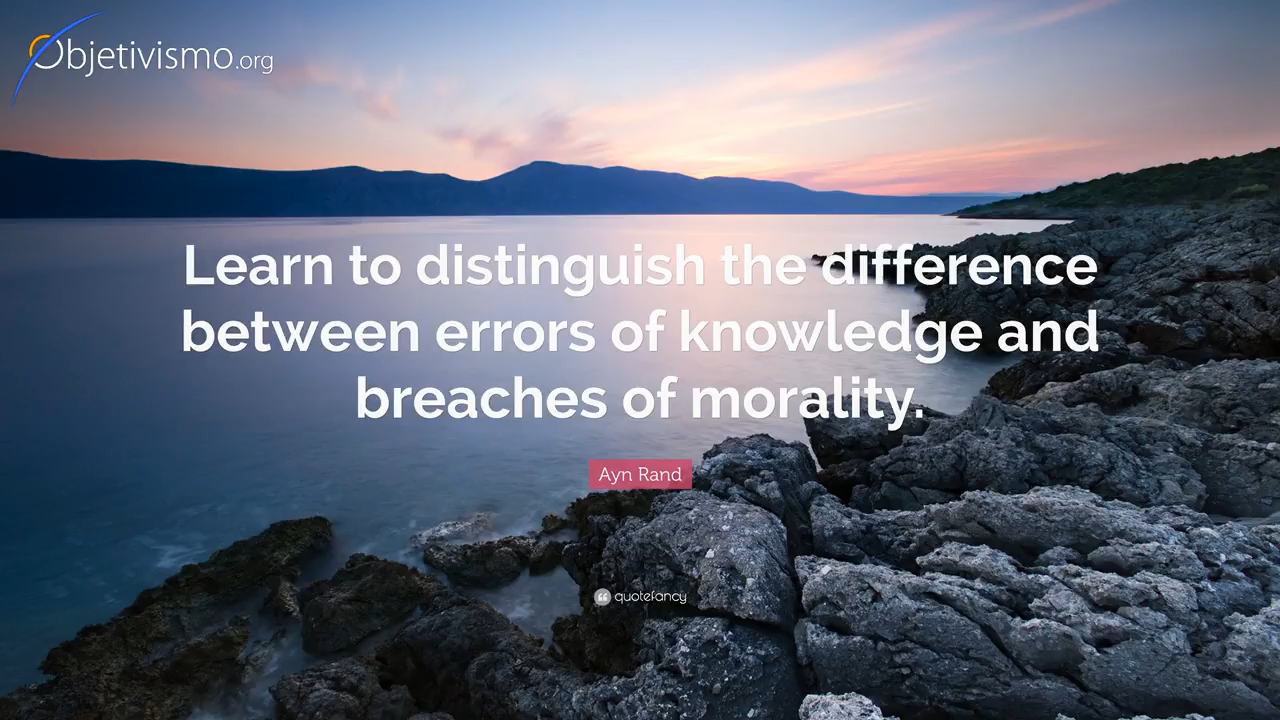 Objetivismo.org
Learn to distinguish the difference
between errors of knowledge and
breaches of morality.
Ayn Rand
quotefancy